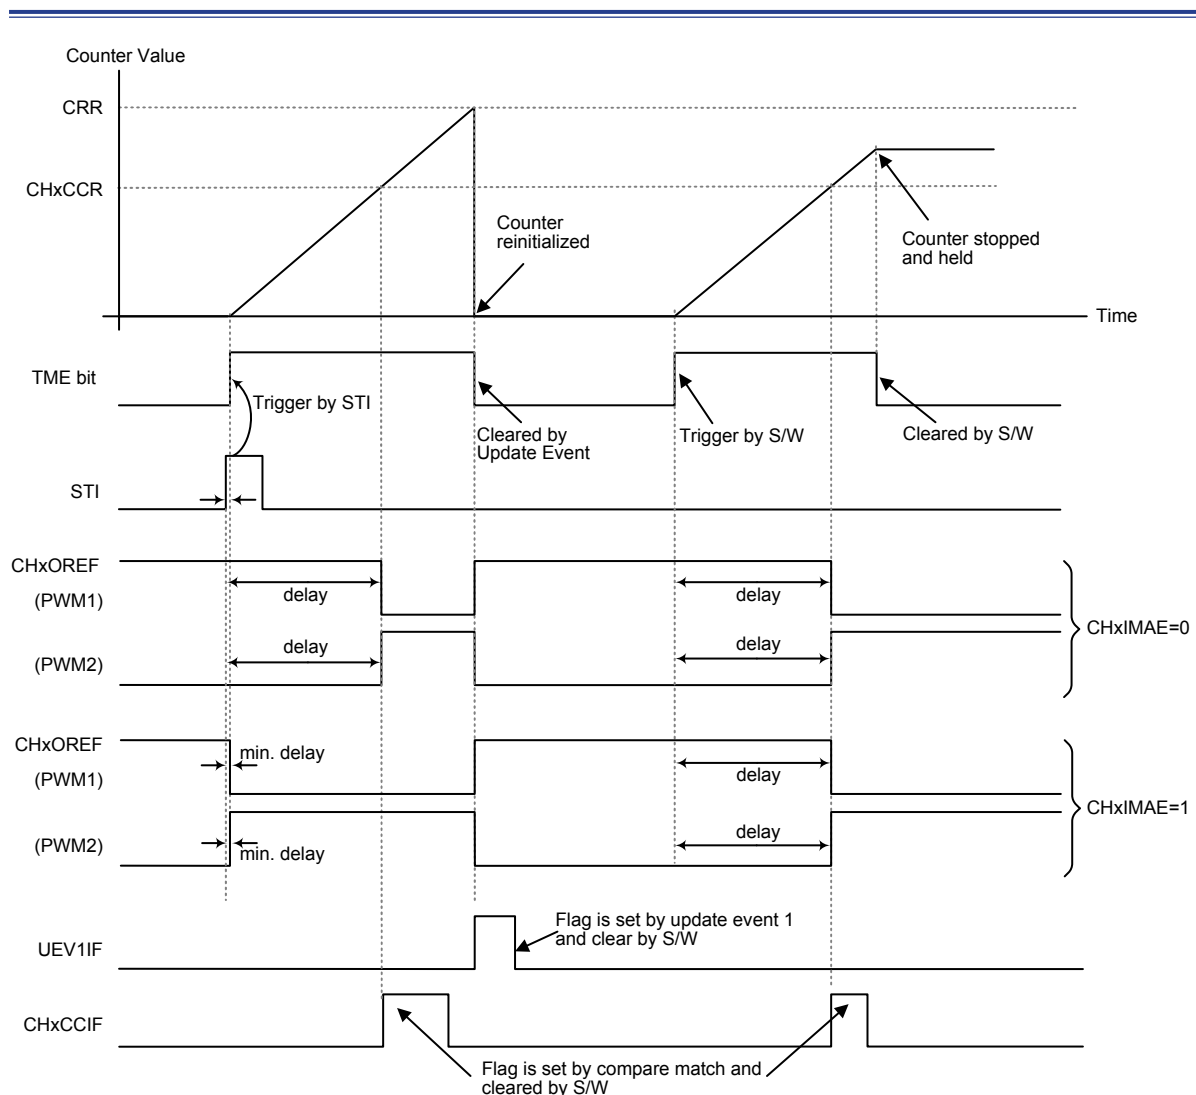 Counter Value
CRR
CHxCCR
Counter
reinitialized
Counter stopped
and held
Time
TME bit
Trigger by STI
Cleared by
Update Event
Trigger by S/W
Cleared by S/W
STI
CHxOREF
(PWM1)
delay
delay
CHxIMAE=0
(PWM2)
delay
delay
CHxOREF
(PWM1)
min. delay
delay
CHxIMAE=1
(PWM2)
min. delay
delay
UEV1IF
Flag is set by update event 1
and clear by S/W
CHxCCIF
Flag is set by compare match and
cleared by S/W